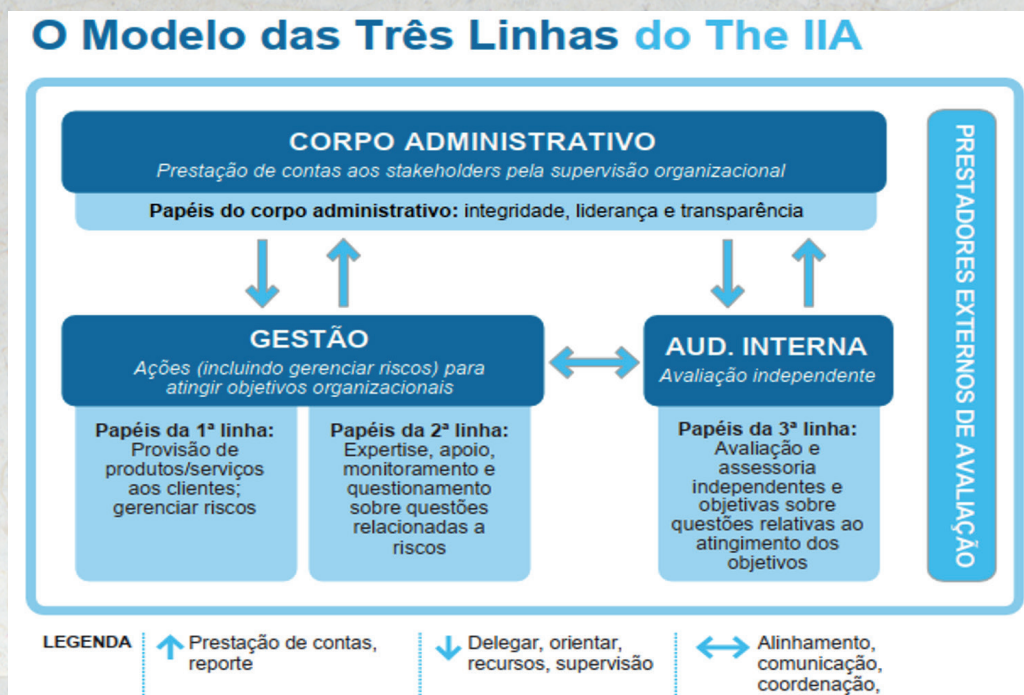 O Modelo das Três Linhas do The IIA
CORPO ADMINISTRATIVO
Prestação de contas aos stakeholders pela supervisão organizacional
Papéis do corpo administrativo: integridade, liderança e transparência
GESTÃO
Ações (incluindo gerenciar riscos) para
atingir objetivos organizacionais
Papéis da 1ª linha:
Provisão de
produtos/serviços
aos clientes;
gerenciar riscos
Papéis da 2ª linha:
Expertise, apoio,
monitoramento e
questionamento
sobre questões
relacionadas a
riscos
AUD. INTERNA
Avaliação independente
Papéis da 3ª linha:
Avaliação e
assessoria
independentes e
objetivas sobre
questões relativas ao
atingimento dos
objetivos
PRESTADORES EXTERNOS DE AVALIAÇÃO
LEGENDA
Prestação de contas,
reporte
Delegar, orientar,
recursos, supervisão
Alinhamento,
comunicação,
coordenação,